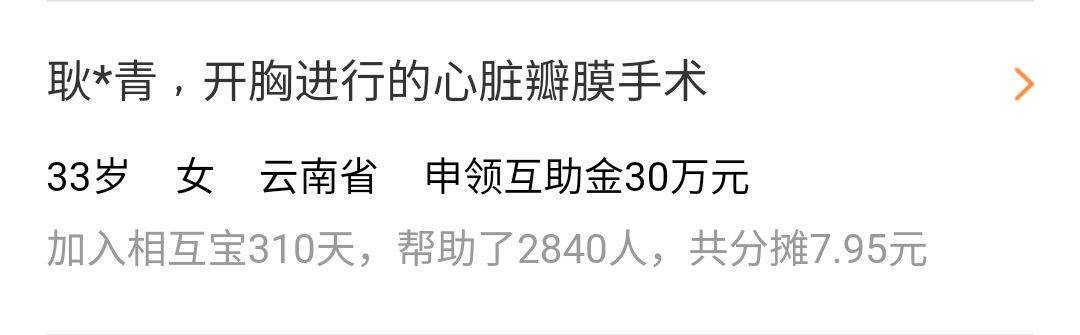 耿*青，开胸进行的心脏瓣膜手术
33岁 女 云南省 申领互助金30万元
加入相互宝310天，帮助了2840人，共分摊7.95元